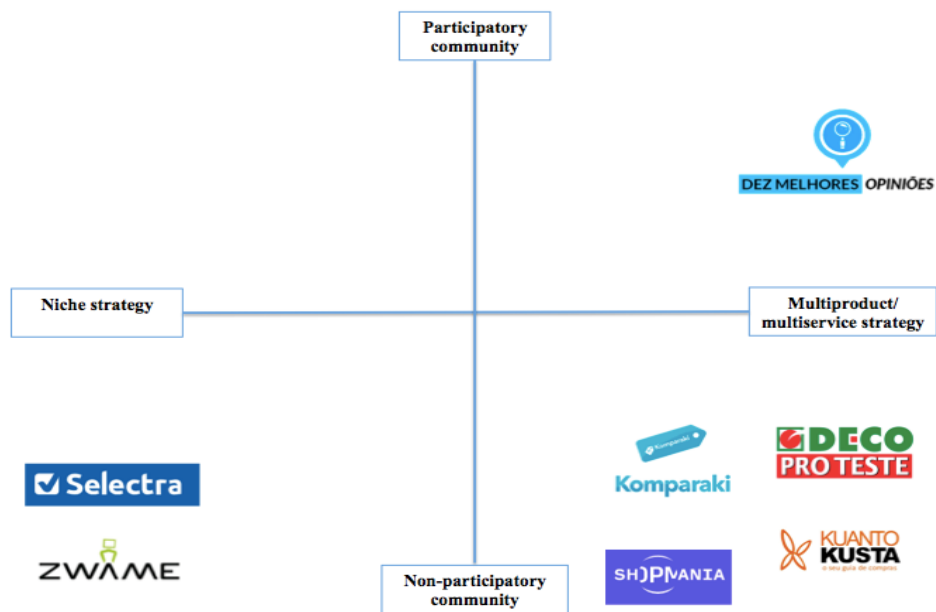 Participatory
community
DEZ MELHORES OPINIÕES
Niche strategy
Multiproduct/
multiservice strategy
Komparaki
Komparaki
DECO
PRO TESTE
Selectra
KUANTO
KUSTA
o seu guia de compras
ZWAME
SHOPMANIA
Non-participatory
community